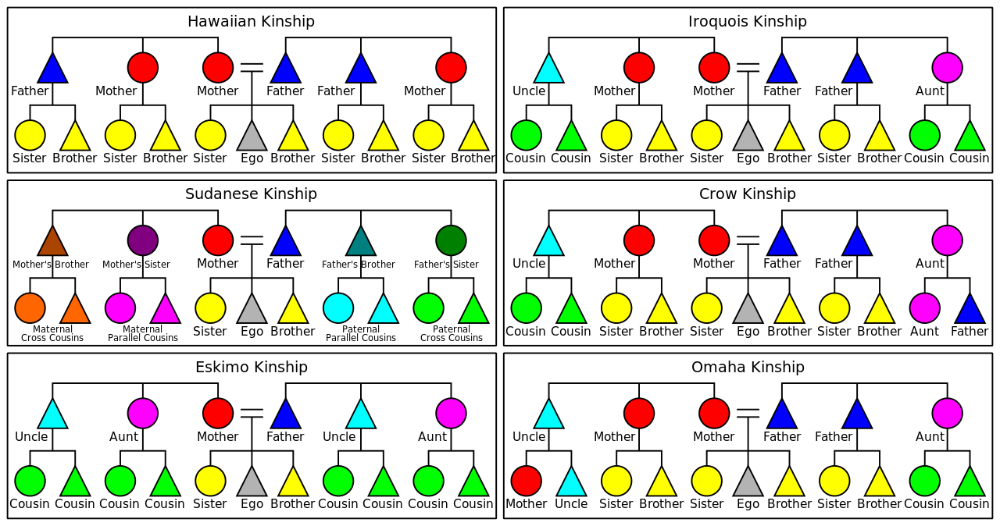 Hawaiian Kinship
Father Mother Mother Father Father Mother
Sister Brother Sister Brother Sister Ego Brother Sister Brother Sister Brother
Iroquois Kinship
Uncle Mother Mother Father Father Aunt
Cousin Cousin Sister Brother Sister Ego Brother Sister Brother Cousin Cousin
Sudanese Kinship
Mother's Brother Mother's Sister Mother Father Father's Brother Father's Sister
Sister Ego Brother
Maternal Maternal Paternal Paternal
Cross Cousins Parallel Cousins Parallel Cousins Cross Cousins
Crow Kinship
Uncle Mother Mother Father Father Aunt
Cousin Cousin Sister Brother Sister Ego Brother Sister Brother Aunt Father
Eskimo Kinship
Uncle Aunt Mother Father Uncle Aunt
Cousin Cousin Cousin Cousin Sister Ego Brother Cousin Cousin Cousin Cousin
Omaha Kinship
Uncle Mother Mother Father Father Aunt
Mother Uncle Sister Brother Sister Ego Brother Sister Brother Cousin Cousin